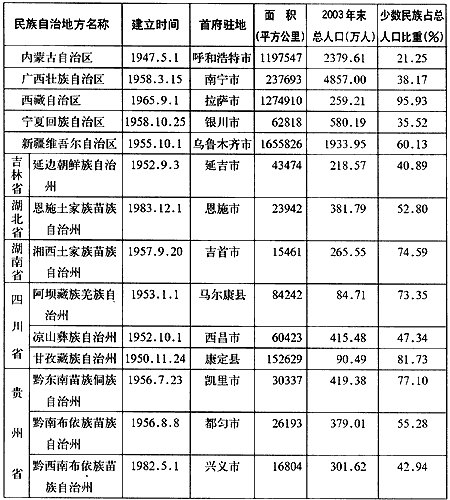 民族自治地方名称 建立时间 首府驻地 面 积(平方公里) 2003年末总人口(万人) 少数民族占总人口比重(%)
内蒙古自治区 1947.5.1 呼和浩特市 1197547 2379.61 21.25
广西壮族自治区 1958.3.15 南宁市 237693 4857.00 38.17
西藏自治区 1965.9.1 拉萨市 1274910 259.21 95.93
宁夏回族自治区 1958.10.25 银川市 62818 580.19 35.52
新疆维吾尔自治区 1955.10.1 乌鲁木齐市 1655826 1933.95 60.13
吉林省 延边朝鲜族自治州 1952.9.3 延吉市 43474 218.57 40.89
湖北省 恩施土家族苗族自治州 1983.12.1 恩施市 23942 381.79 52.80
湖南省 湘西土家族苗族自治州 1957.9.20 吉首市 15461 265.55 74.59
四川省 阿坝藏族羌族自治州 1953.1.1 马尔康县 84242 84.71 73.35
凉山彝族自治州 1952.10.1 西昌市 60423 415.48 47.34
甘孜藏族自治州 1950.11.24 康定县 152629 90.49 81.73
贵州省 黔东南苗族侗族自治州 1956.7.23 凯里市 30337 419.38 77.10
黔南布依族苗族自治州 1956.8.8 都匀市 26193 379.01 55.28
黔西南布依族苗族自治州 1982.5.1 兴义市 16804 301.62 42.94